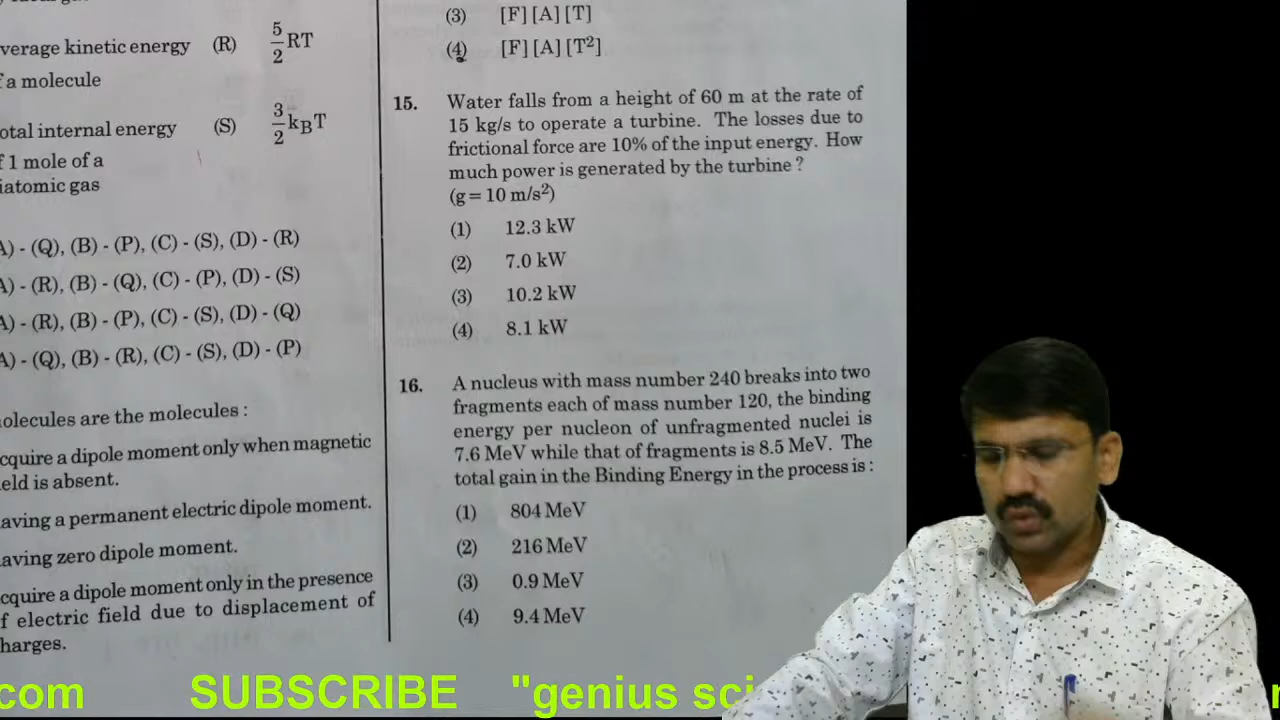 verage kinetic energy (R) 5/2 RT
f a molecule
otal internal energy (S) 3/2 kBT
f 1 mole of a
iatomic gas
A) - (Q), (B) - (P), (C) - (S), (D) - (R)
A) - (R), (B) - (Q), (C) - (P), (D) - (S)
A) - (R), (B) - (P), (C) - (S), (D) - (Q)
A) - (Q), (B) - (R), (C) - (S), (D) - (P)
olecules are the molecules :
cquire a dipole moment only when magnetic
eld is absent.
aving a permanent electric dipole moment.
aving zero dipole moment.
cquire a dipole moment only in the presence
f electric field due to displacement of
harges.
(3) [F] [A] [T]
(4) [F] [A] [T²]
15. Water falls from a height of 60 m at the rate of
15 kg/s to operate a turbine. The losses due to
frictional force are 10% of the input energy. How
much power is generated by the turbine ?
(g = 10 m/s²)
(1) 12.3 kW
(2) 7.0 kW
(3) 10.2 kW
(4) 8.1 kW
16. A nucleus with mass number 240 breaks into two
fragments each of mass number 120, the binding
energy per nucleon of unfragmented nuclei is
7.6 MeV while that of fragments is 8.5 MeV. The
total gain in the Binding Energy in the process is :
(1) 804 MeV
(2) 216 MeV
(3) 0.9 MeV
(4) 9.4 MeV
com SUBSCRIBE "genius sci